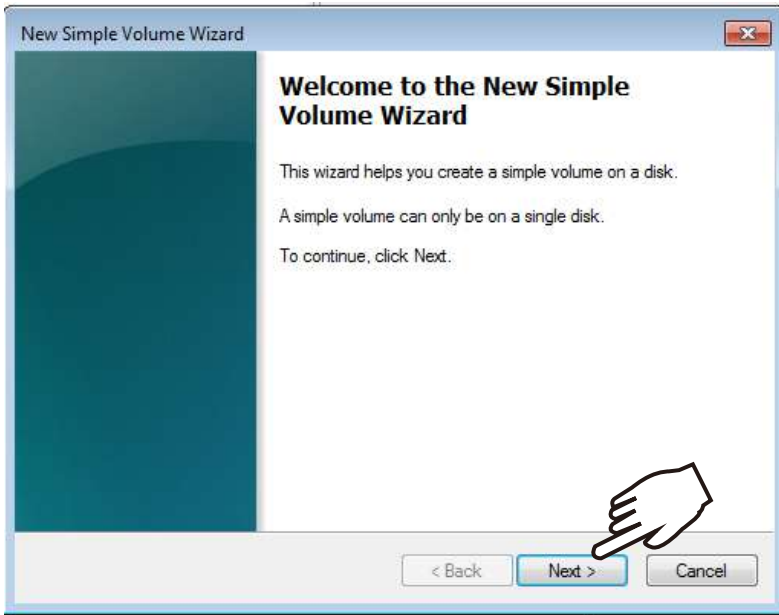 New Simple Volume Wizard
Welcome to the New Simple
Volume Wizard
This wizard helps you create a simple volume on a disk.
A simple volume can only be on a single disk.
To continue, click Next.
< Back Next > Cancel